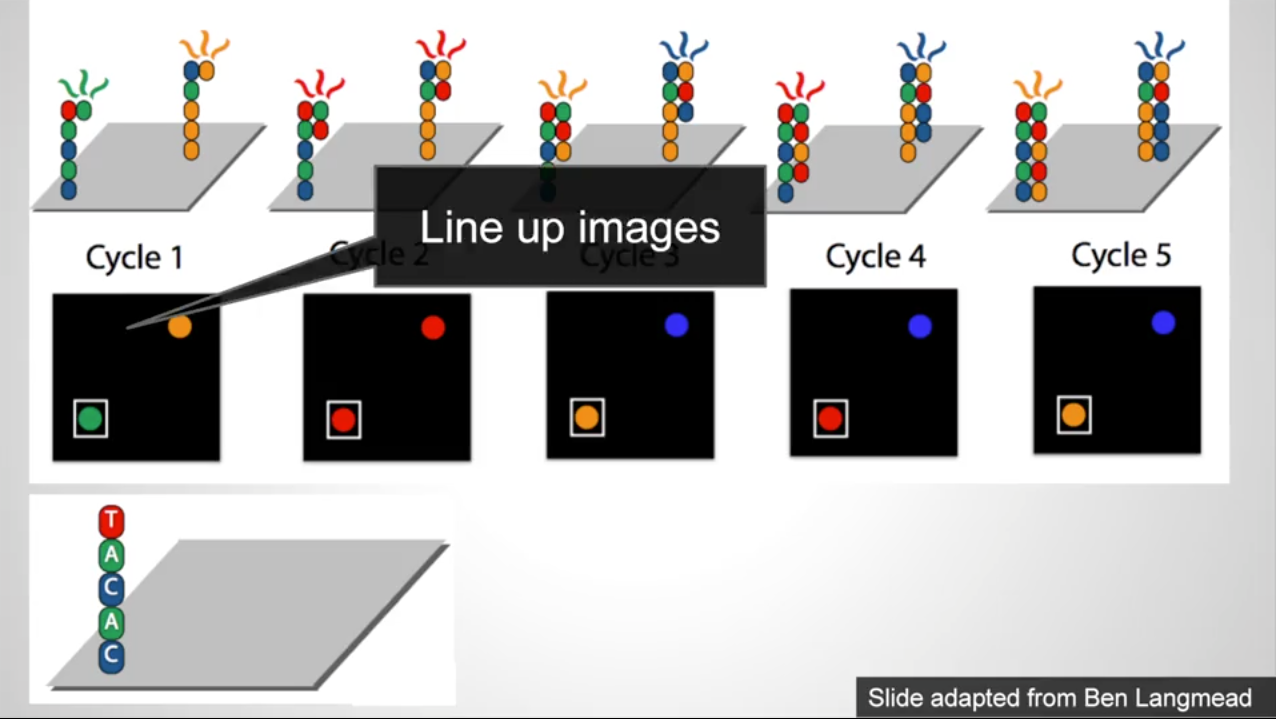 Line up images
Cycle 1
Cycle 2
Cycle 3
Cycle 4
Cycle 5
T
A
C
A
C
Slide adapted from Ben Langmead